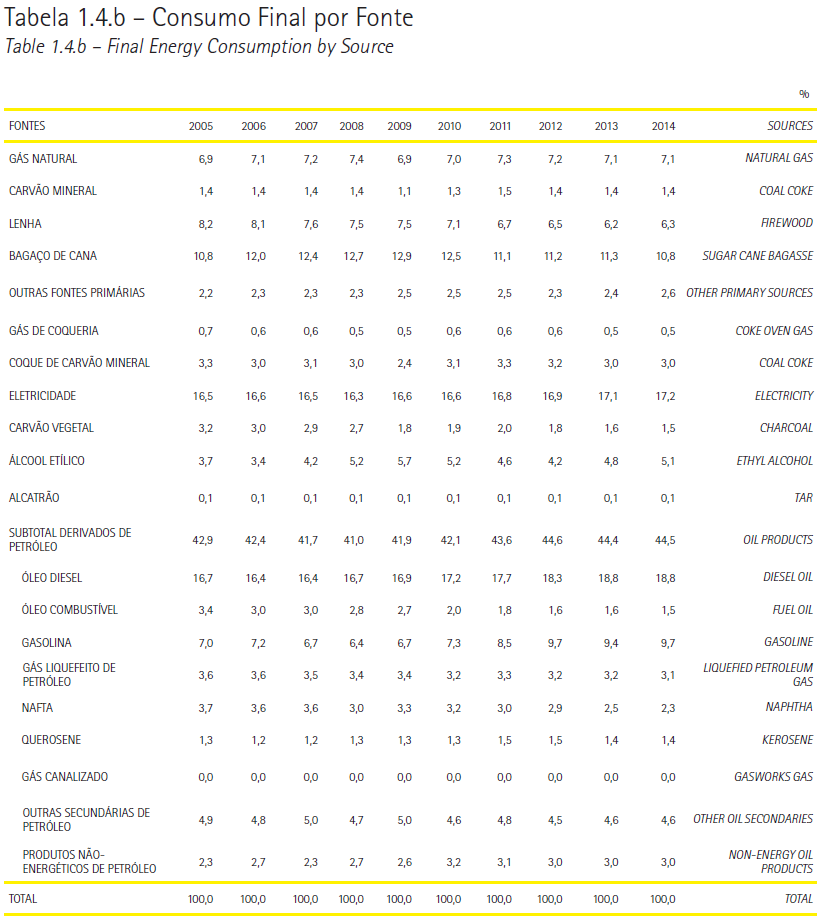 Tabela 1.4.b – Consumo Final por Fonte
Table 1.4.b – Final Energy Consumption by Source
%
FONTES 2005 2006 2007 2008 2009 2010 2011 2012 2013 2014 SOURCES
GÁS NATURAL 6,9 7,1 7,2 7,4 6,9 7,0 7,3 7,2 7,1 7,1 NATURAL GAS
CARVÃO MINERAL 1,4 1,4 1,4 1,4 1,1 1,3 1,5 1,4 1,4 1,4 COAL COKE
LENHA 8,2 8,1 7,6 7,5 7,5 7,1 6,7 6,5 6,2 6,3 FIREWOOD
BAGAÇO DE CANA 10,8 12,0 12,4 12,7 12,9 12,5 11,1 11,2 11,3 10,8 SUGAR CANE BAGASSE
OUTRAS FONTES PRIMÁRIAS 2,2 2,3 2,3 2,3 2,5 2,5 2,5 2,3 2,4 2,6 OTHER PRIMARY SOURCES
GÁS DE COQUERIA 0,7 0,6 0,6 0,5 0,5 0,6 0,6 0,6 0,5 0,5 COKE OVEN GAS
COQUE DE CARVÃO MINERAL 3,3 3,0 3,1 3,0 2,4 3,1 3,3 3,2 3,0 3,0 COAL COKE
ELETRICIDADE 16,5 16,6 16,5 16,3 16,6 16,6 16,8 16,9 17,1 17,2 ELECTRICITY
CARVÃO VEGETAL 3,2 3,0 2,9 2,7 1,8 1,9 2,0 1,8 1,6 1,5 CHARCOAL
ÁLCOOL ETÍLICO 3,7 3,4 4,2 5,2 5,7 5,2 4,6 4,2 4,8 5,1 ETHYL ALCOHOL
ALCATRÃO 0,1 0,1 0,1 0,1 0,1 0,1 0,1 0,1 0,1 0,1 TAR
SUBTOTAL DERIVADOS DE
PETRÓLEO 42,9 42,4 41,7 41,0 41,9 42,1 43,6 44,6 44,4 44,5 OIL PRODUCTS
ÓLEO DIESEL 16,7 16,4 16,4 16,7 16,9 17,2 17,7 18,3 18,8 18,8 DIESEL OIL
ÓLEO COMBUSTÍVEL 3,4 3,0 3,0 2,8 2,7 2,0 1,8 1,6 1,6 1,5 FUEL OIL
GASOLINA 7,0 7,2 6,7 6,4 6,7 7,3 8,5 9,7 9,4 9,7 GASOLINE
GÁS LIQUEFEITO DE LIQUEFIED PETROLEUM
PETRÓLEO 3,6 3,6 3,5 3,4 3,4 3,2 3,3 3,2 3,2 3,1 GAS
NAFTA 3,7 3,6 3,6 3,0 3,3 3,2 3,0 2,9 2,5 2,3 NAPHTHA
QUEROSENE 1,3 1,2 1,2 1,3 1,3 1,3 1,5 1,5 1,4 1,4 KEROSENE
GÁS CANALIZADO 0,0 0,0 0,0 0,0 0,0 0,0 0,0 0,0 0,0 0,0 GASWORKS GAS
OUTRAS SECUNDÁRIAS DE
PETRÓLEO 4,9 4,8 5,0 4,7 5,0 4,6 4,8 4,5 4,6 4,6 OTHER OIL SECONDARIES
PRODUTOS NÃO- NON-ENERGY OIL
ENERGÉTICOS DE PETRÓLEO 2,3 2,7 2,3 2,7 2,6 3,2 3,1 3,0 3,0 3,0 PRODUCTS
TOTAL 100,0 100,0 100,0 100,0 100,0 100,0 100,0 100,0 100,0 100,0 TOTAL